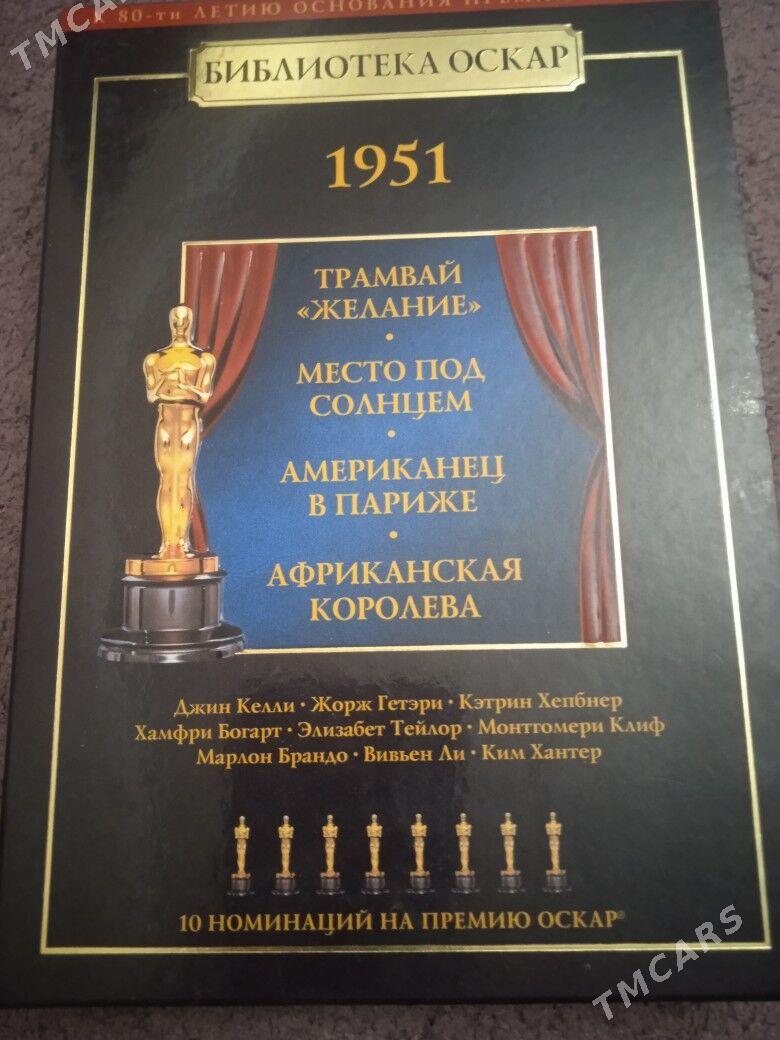 TMCARS
80-ти ЛЕТИЮ ОСНОВАНИЯ
БИБЛИОТЕКА ОСКАР
1951
ТРАМВАЙ
«ЖЕЛАНИЕ»
•
МЕСТО ПОД
СОЛНЦЕМ
•
АМЕРИКАНЕЦ
В ПАРИЖЕ
•
АФРИКАНСКАЯ
КОРОЛЕВА
Джин Келли • Жорж Гетэри • Кэтрин Хепбнер
Хамфри Богарт • Элизабет Тейлор • Монтгомери Клиф
Марлон Брандо • Вивьен Ли • Ким Хантер
10 НОМИНАЦИЙ НА ПРЕМИЮ ОСКАР®
TMCARS